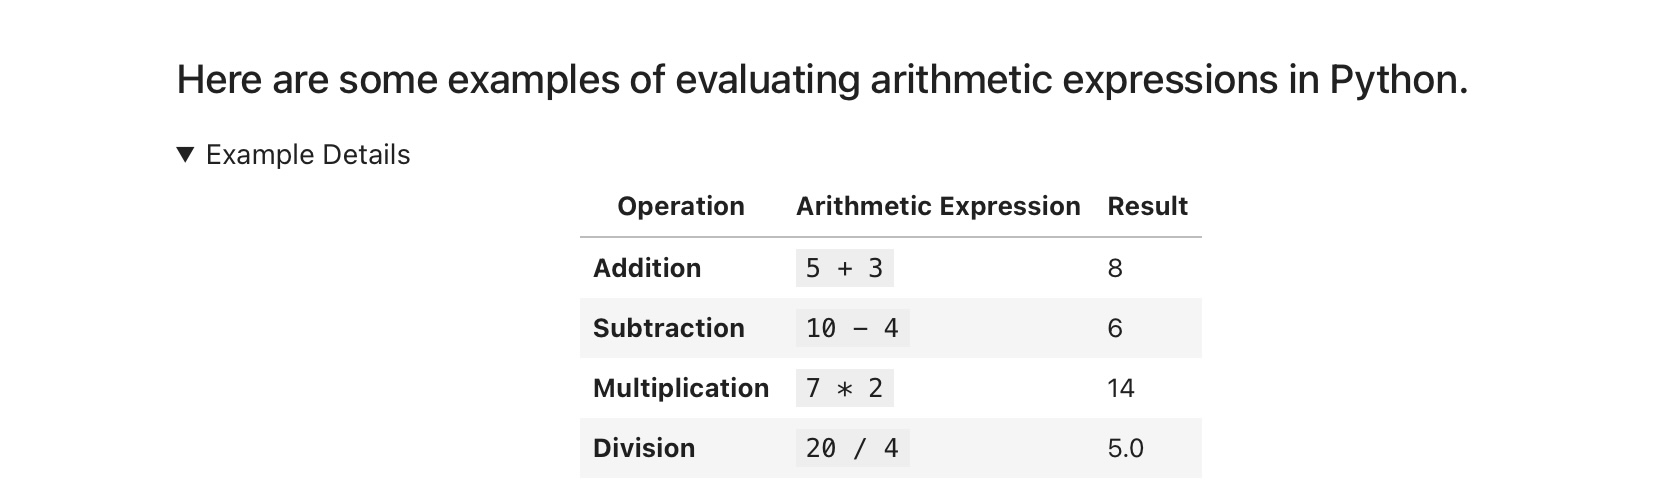 Here are some examples of evaluating arithmetic expressions in Python.
▼ Example Details
Operation Arithmetic Expression Result
Addition 5 + 3 8
Subtraction 10 - 4 6
Multiplication 7 * 2 14
Division 20 / 4 5.0